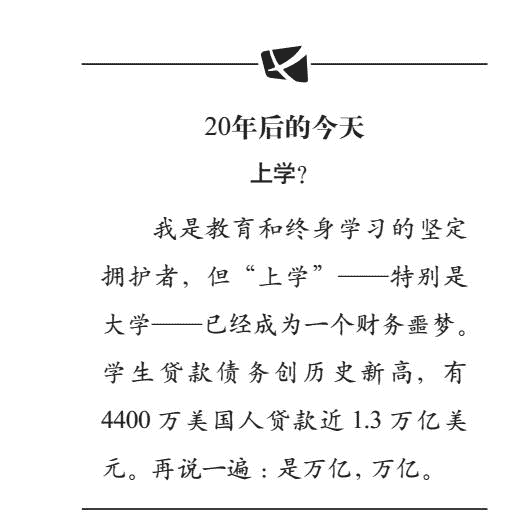 20年后的今天
上学?
我是教育和终身学习的坚定
拥护者，但“上学”——特别是
大学——已经成为一个财务噩梦。
学生贷款债务创历史新高，有
4400 万美国人贷款近 1.3 万亿美
元。再说一遍：是万亿，万亿。